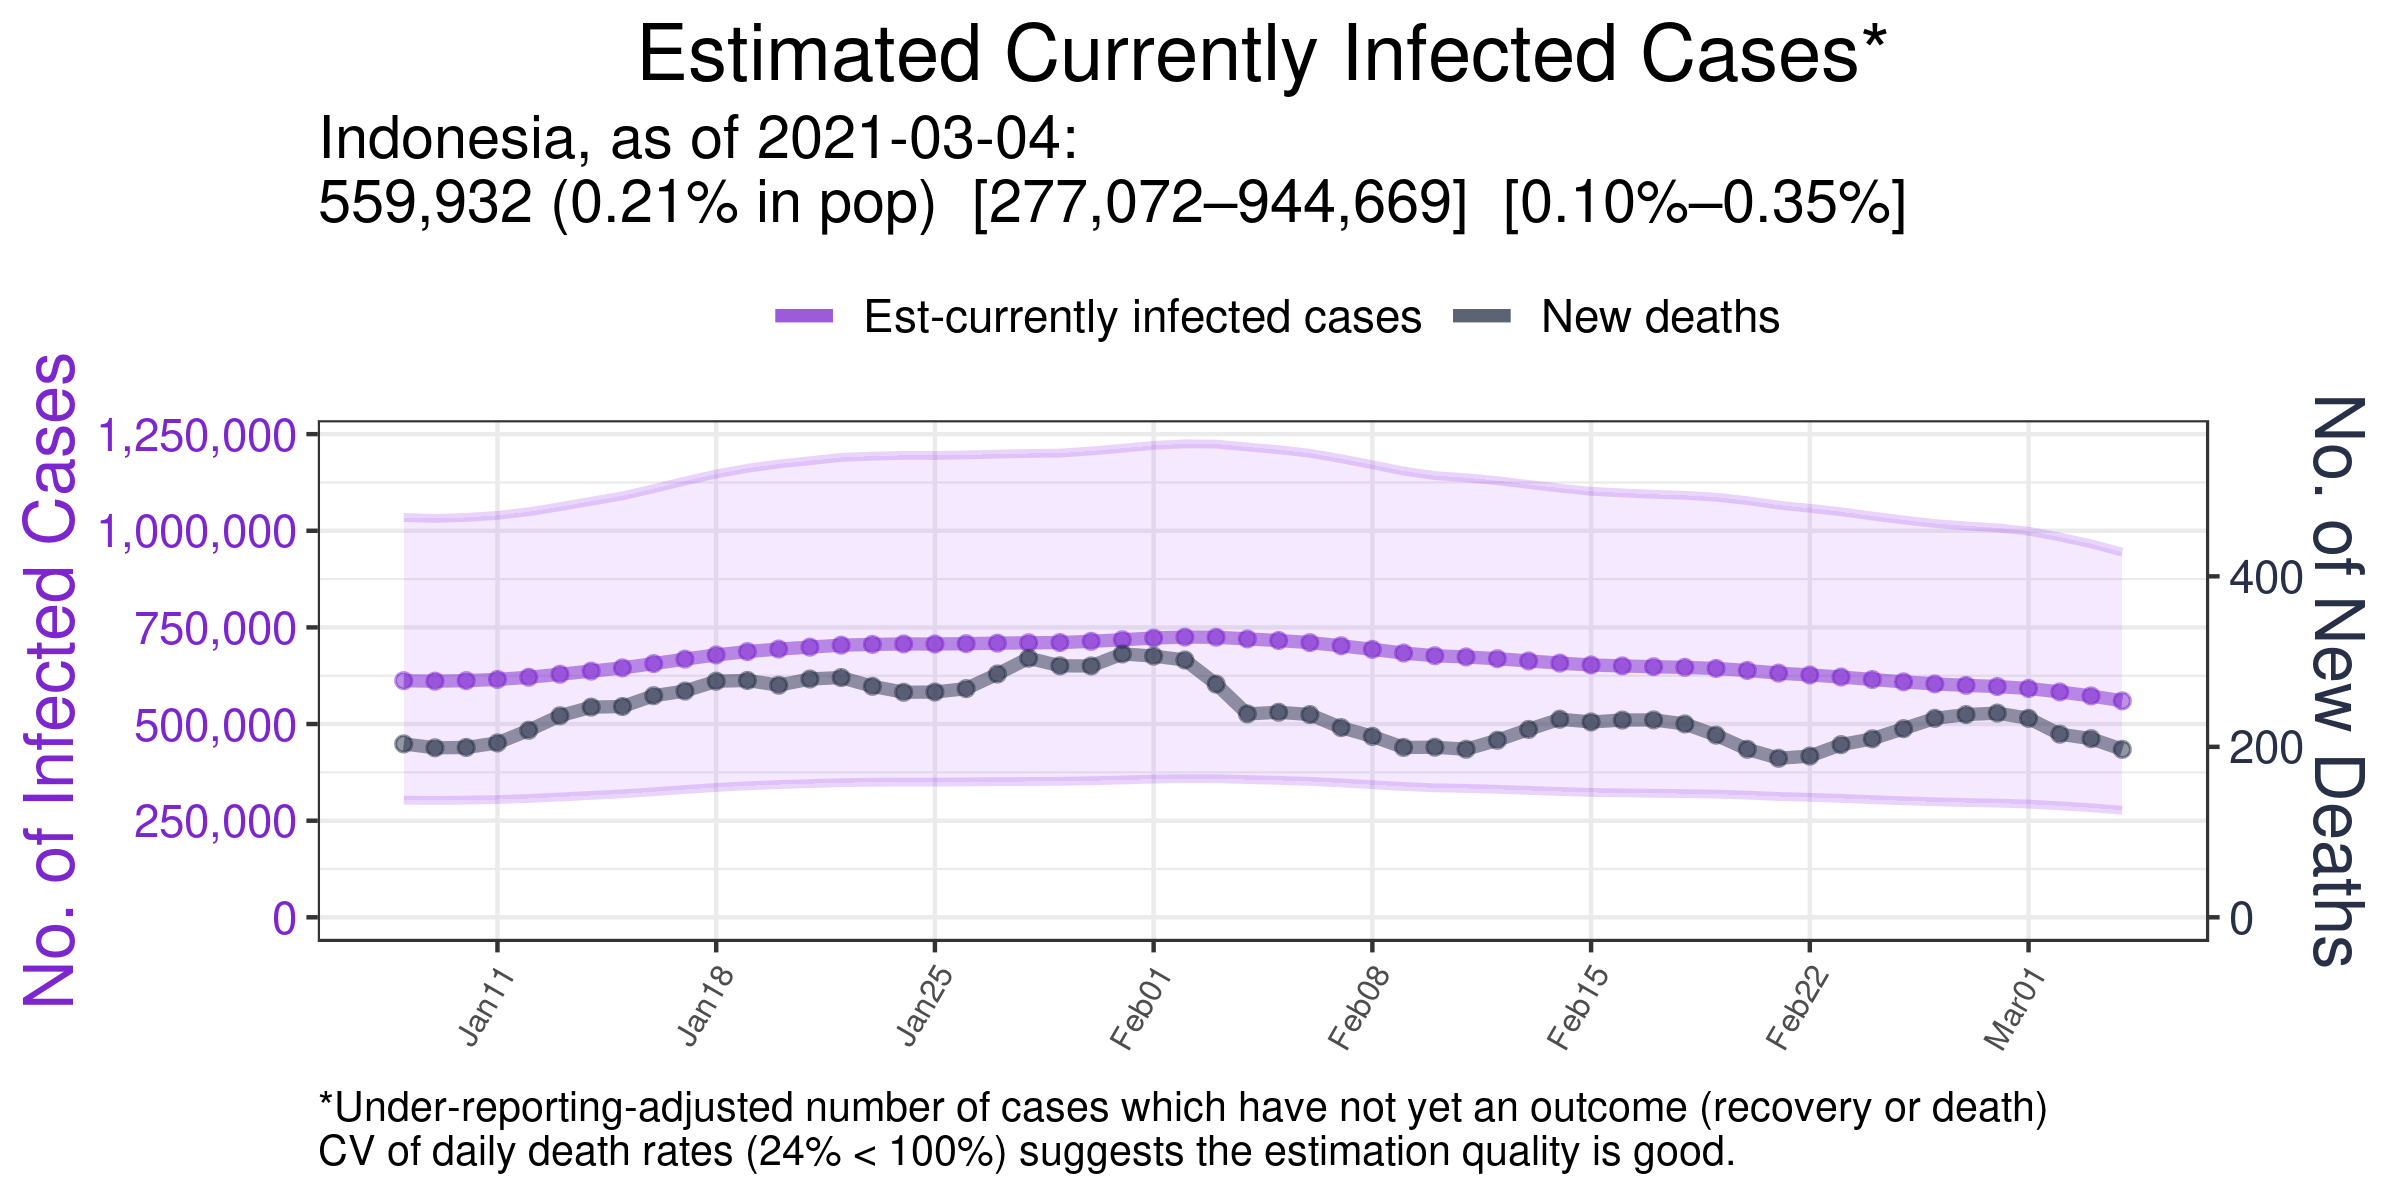 Estimated Currently Infected Cases*
Indonesia, as of 2021-03-04:
559,932 (0.21% in pop)  [277,072–944,669]  [0.10%–0.35%]
Est-currently infected cases
New deaths
No. of Infected Cases
1,250,000
1,000,000
750,000
500,000
250,000
0
No. of New Deaths
400
200
0
Jan11
Jan18
Jan25
Feb01
Feb08
Feb15
Feb22
Mar01
*Under-reporting-adjusted number of cases which have not yet an outcome (recovery or death)
CV of daily death rates (24% < 100%) suggests the estimation quality is good.